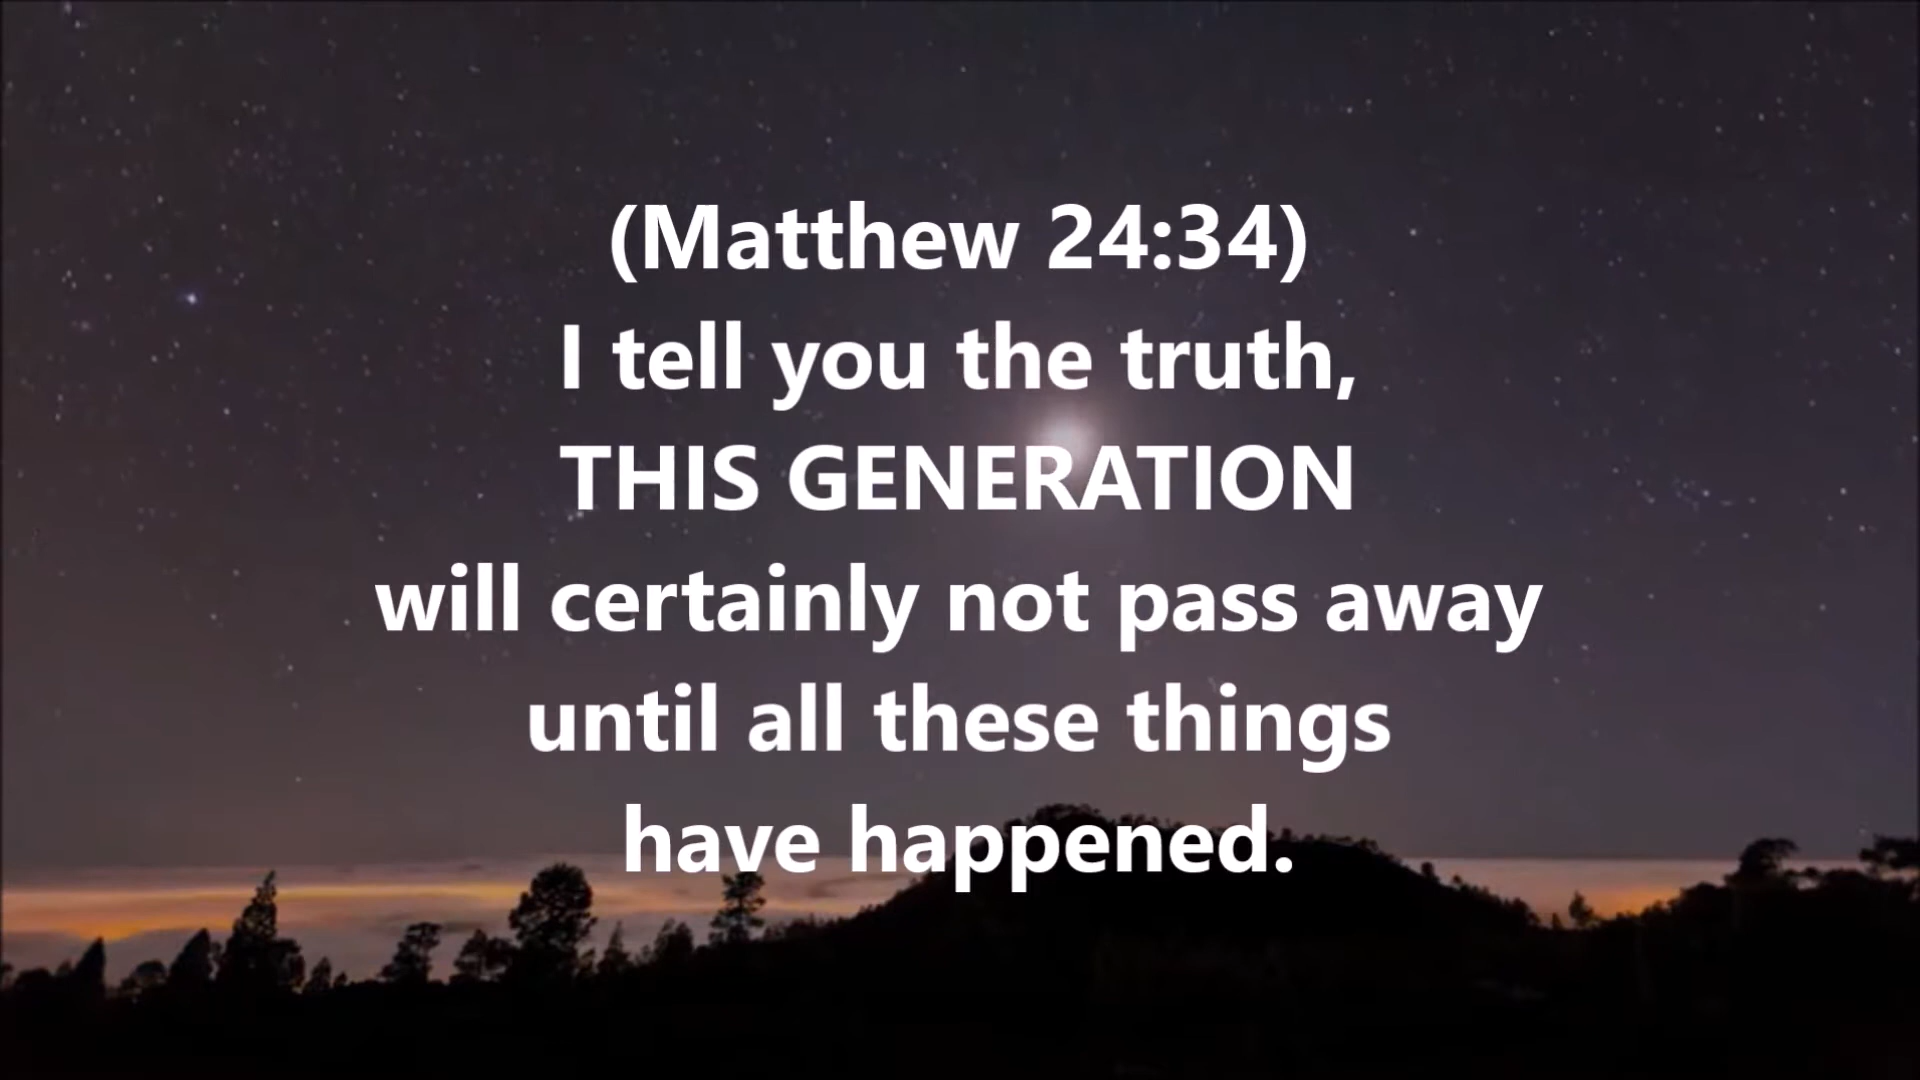 (Matthew 24:34)
I tell you the truth,
THIS GENERATION
will certainly not pass away
until all these things
have happened.